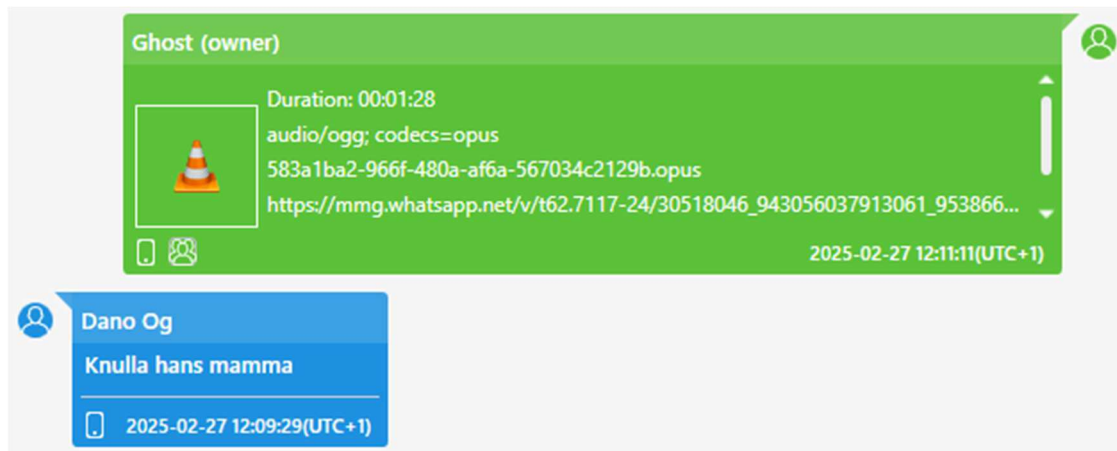 Ghost (owner)
Duration: 00:01:28
audio/ogg; codecs=opus
583a1ba2-966f-480a-af6a-567034c2129b.opus
https://mmg.whatsapp.net/v/t62.7117-24/30518046_943056037913061_953866...
2025-02-27 12:11:11(UTC+1)
Dano Og
Knulla hans mamma
2025-02-27 12:09:29(UTC+1)